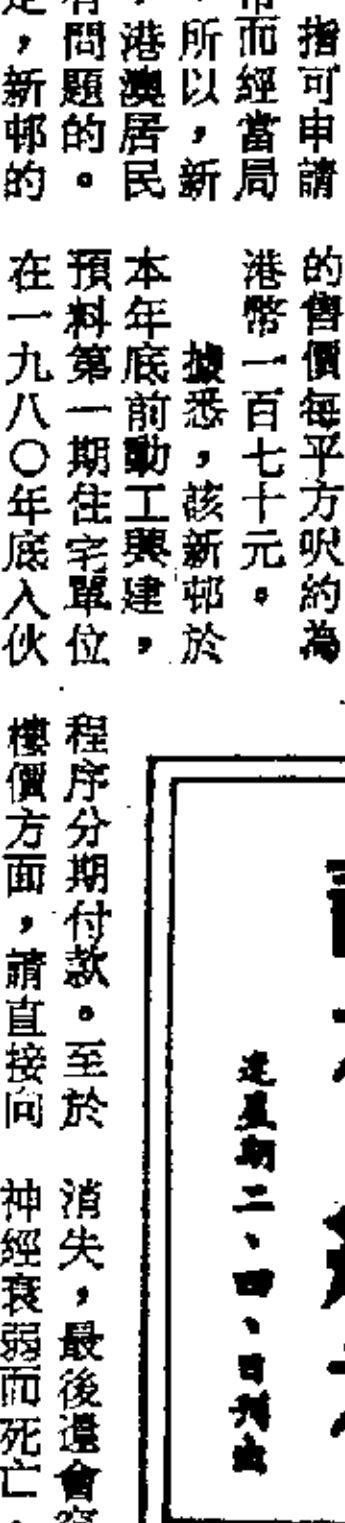 指可申請
而經當局
所以，新
港澳居民
問題的。
，新邨的
的售價每平方呎約為
港幣一百七十元。
據悉，該新邨於
本年底前動工興建，
預料第一期住宅單位
在一九八〇年底入伙
程序分期付款。至於
樓價方面，請直接向
消失，最後還會
神經衰弱而死亡
逢星期二、四、日刊出